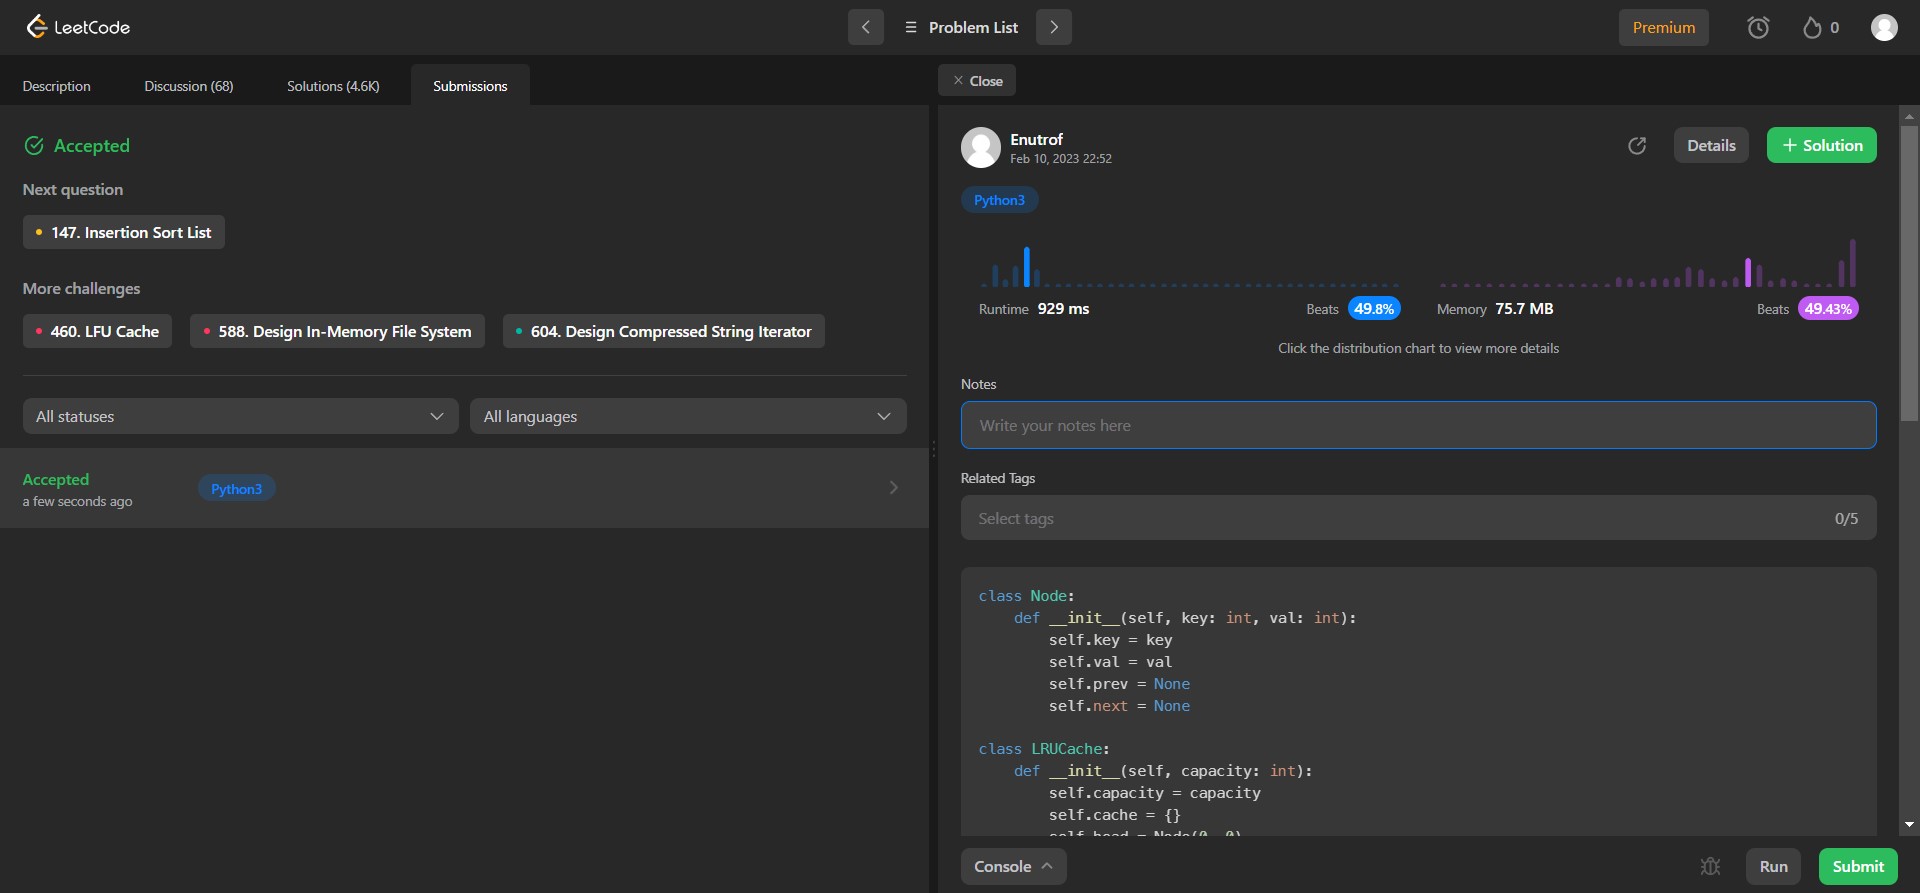 LeetCode
Problem List
Premium
0
Description
Discussion (68)
Solutions (4.6K)
Submissions
Close
Accepted
Next question
147. Insertion Sort List
More challenges
460. LFU Cache
588. Design In-Memory File System
604. Design Compressed String Iterator
All statuses
All languages
Accepted
a few seconds ago
Python3
Enutrof
Feb 10, 2023 22:52
Details
+ Solution
Python3
Runtime 929 ms
Beats 49.8%
Memory 75.7 MB
Beats 49.43%
Click the distribution chart to view more details
Notes
Write your notes here
Related Tags
Select tags
0/5
class Node:
    def __init__(self, key: int, val: int):
        self.key = key
        self.val = val
        self.prev = None
        self.next = None
class LRUCache:
    def __init__(self, capacity: int):
        self.capacity = capacity
        self.cache = {}
        self.head = Node(0, 0)
Console
Run
Submit